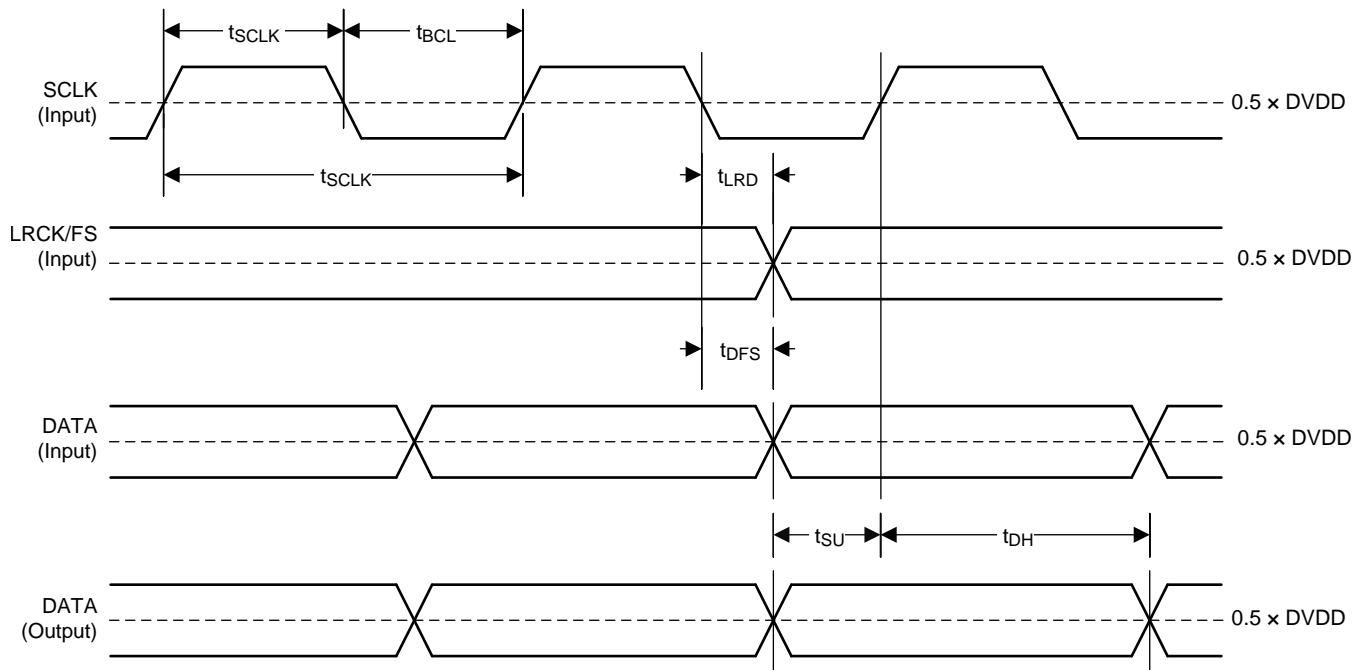 tSCLK
tBCL
SCLK
(Input)
0.5 × DVDD
tSCLK
tLRD
LRCK/FS
(Input)
0.5 × DVDD
tDFS
DATA
(Input)
0.5 × DVDD
tSU
tDH
DATA
(Output)
0.5 × DVDD